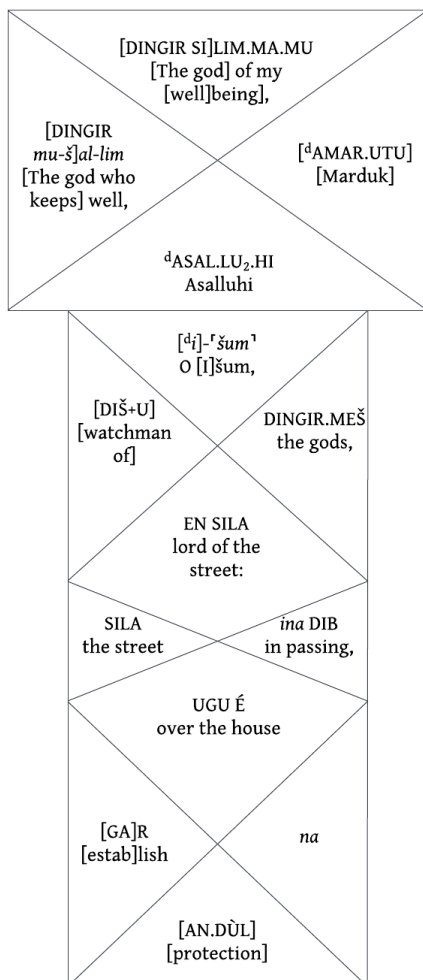 [DINGIR SI]LIM.MA.MU
[The god] of my
[well]being],
[DINGIR
mu-š]al-lim
[The god who
keeps] well,
[ᵈAMAR.UTU]
[Marduk]
ᵈASAL.LU₂.HI
Asalluhi
[ᵈi]-⸢šum⸣
O [I]šum,
[DIŠ+U]
[watchman
of]
DINGIR.MEŠ
the gods,
EN SILA
lord of the
street:
SILA
the street
ina DIB
in passing,
UGU É
over the house
[GA]R
[estab]lish
na
[AN.DÙL]
[protection]